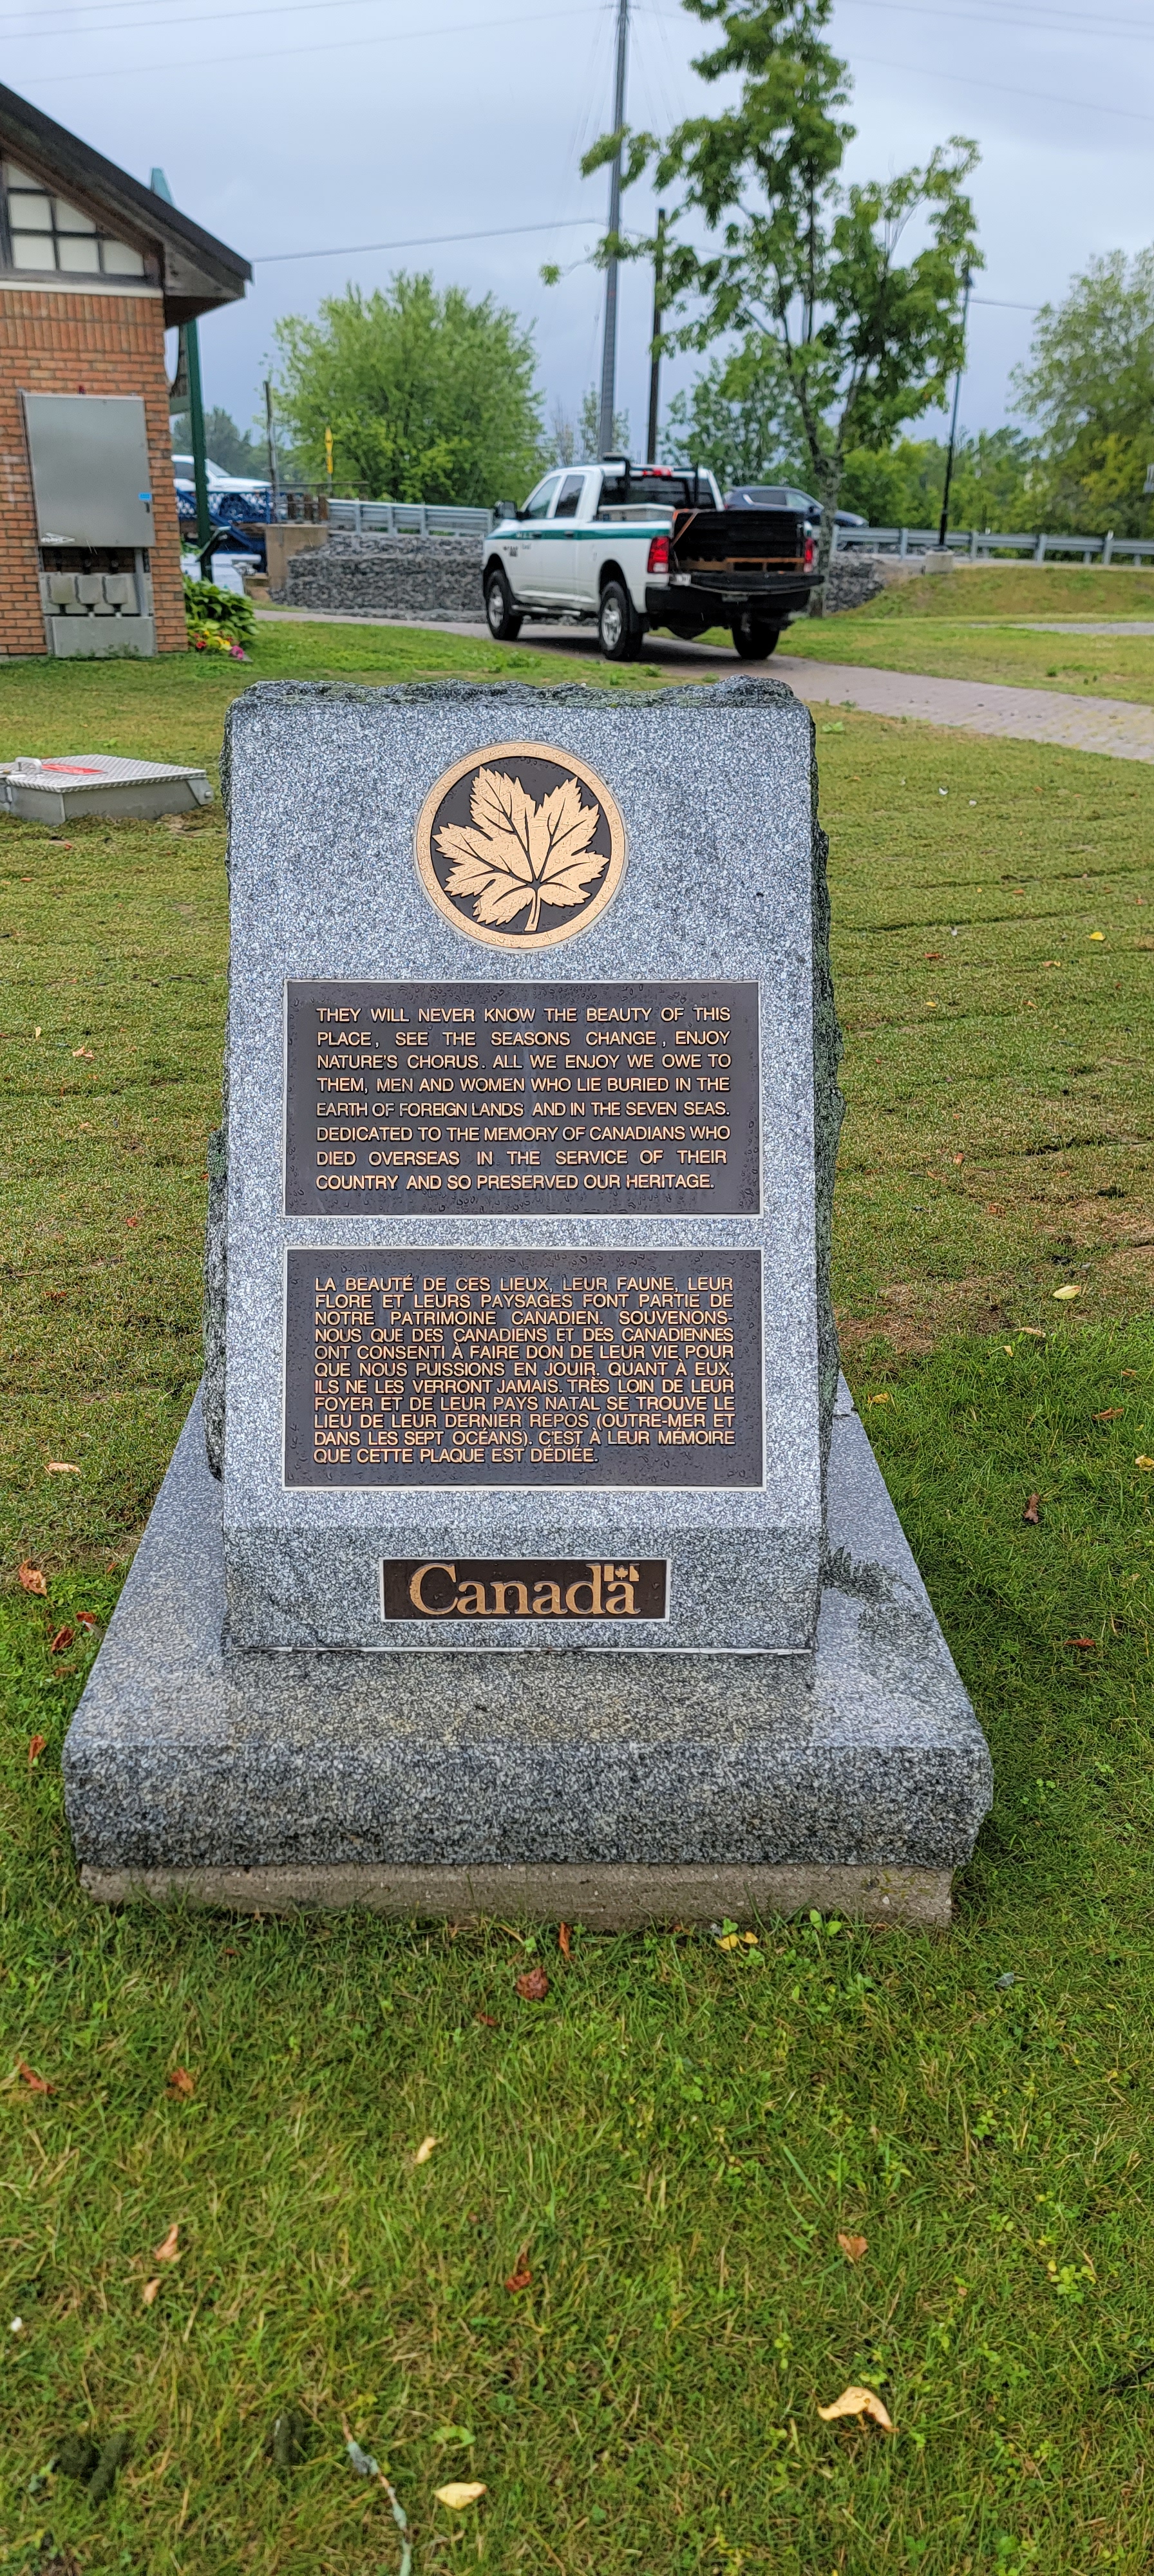 THEY WILL NEVER KNOW THE BEAUTY OF THIS
PLACE, SEE THE SEASONS CHANGE, ENJOY
NATURE'S CHORUS. ALL WE ENJOY WE OWE TO
THEM, MEN AND WOMEN WHO LIE BURIED IN THE
EARTH OF FOREIGN LANDS AND IN THE SEVEN SEAS.
DEDICATED TO THE MEMORY OF CANADIANS WHO
DIED OVERSEAS IN THE SERVICE OF THEIR
COUNTRY AND SO PRESERVED OUR HERITAGE.
LA BEAUTÉ DE CES LIEUX, LEUR FAUNE, LEUR
FLORE ET LEURS PAYSAGES FONT PARTIE DE
NOTRE PATRIMOINE CANADIEN. SOUVENONS-
NOUS QUE DES CANADIENS ET DES CANADIENNES
ONT CONSENTI À FAIRE DON DE LEUR VIE POUR
QUE NOUS PUISSIONS EN JOUIR. QUANT À EUX,
ILS NE LES VERRONT JAMAIS. TRÈS LOIN DE LEUR
FOYER ET DE LEUR PAYS NATAL SE TROUVE LE
LIEU DE LEUR DERNIER REPOS (OUTRE-MER ET
DANS LES SEPT OCÉANS). C'EST À LEUR MÉMOIRE
QUE CETTE PLAQUE EST DÉDIÉE.
Canada